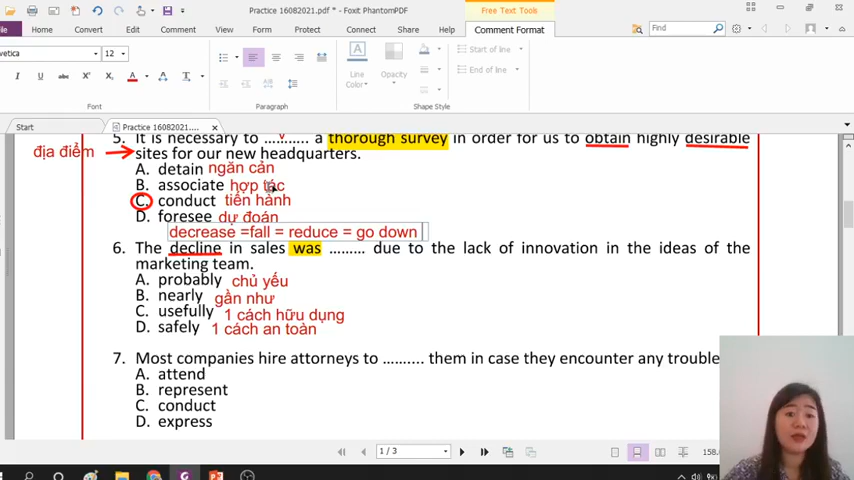 Practice 16082021.pdf * - Foxit PhantomPDF
Free Text Tools
Home
Convert
Edit
Organize
Comment
View
Form
Protect
Share
Connect
Help
Comment Format
Find
12
Line
Color
Opacity
Start of line
End of line
Font
Paragraph
Shape Style
Start
Practice 16082021....
5. It is necessary to ......... a thorough survey in order for us to obtain highly desirable
v
địa điểm
sites for our new headquarters.
A. detain ngăn cản
B. associate hợp tác
C. conduct tiến hành
D. foresee dự đoán
decrease =fall = reduce = go down
6. The decline in sales was ......... due to the lack of innovation in the ideas of the
marketing team.
A. probably chủ yếu
B. nearly gần như
C. usefully 1 cách hữu dụng
D. safely 1 cách an toàn
7. Most companies hire attorneys to ......... them in case they encounter any trouble
A. attend
B. represent
C. conduct
D. express
1 / 3